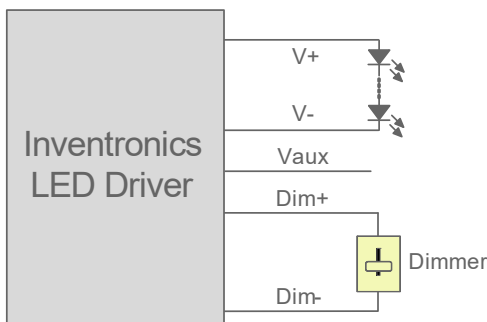 V+
V-
Inventronics
LED Driver
Vaux
Dim+
Dimmer
Dim-